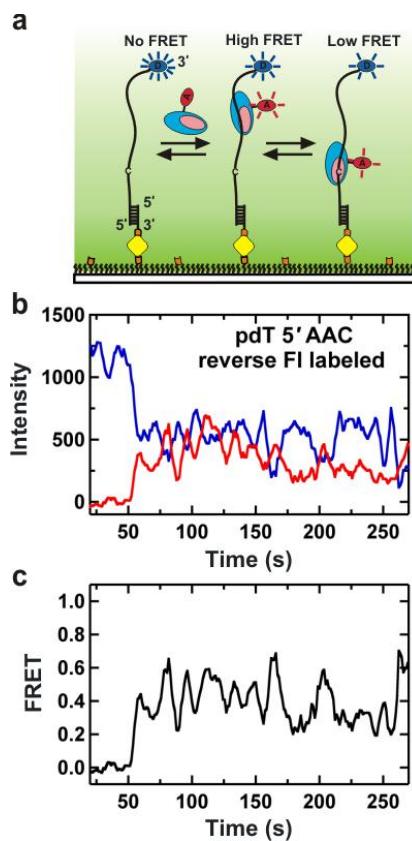 a
No FRET High FRET Low FRET
D 3′ D D
A A
A
C C C
5′
5′ 3′
b
1500
pdT 5′ AAC
reverse Fl labeled
1000
Intensity
500
0
50 100 150 200 250
Time (s)
c
1.0
0.8
0.6
FRET
0.4
0.2
0.0
50 100 150 200 250
Time (s)